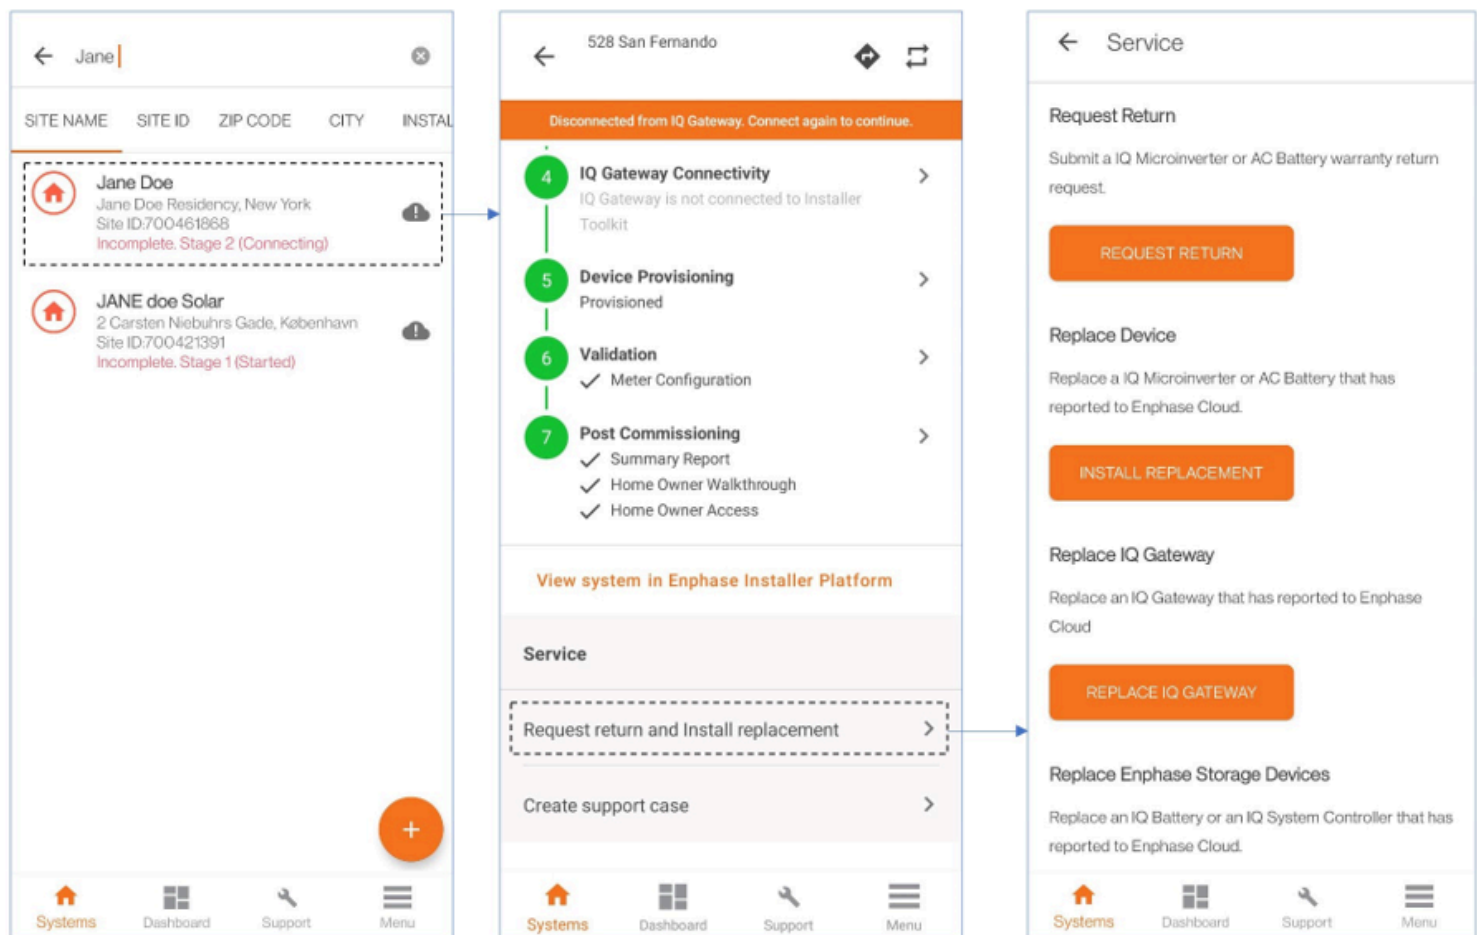 Jane
SITE NAME SITE ID ZIP CODE CITY INSTAL
Jane Doe
Jane Doe Residency, New York
Site ID:700461868
Incomplete. Stage 2 (Connecting)
JANE doe Solar
2 Carsten Niebuhrs Gade, København
Site ID:700421391
Incomplete. Stage 1 (Started)
+
Systems Dashboard Support Menu
528 San Fernando
Disconnected from IQ Gateway. Connect again to continue.
4 IQ Gateway Connectivity
IQ Gateway is not connected to Installer
Toolkit
5 Device Provisioning
Provisioned
6 Validation
Meter Configuration
7 Post Commissioning
Summary Report
Home Owner Walkthrough
Home Owner Access
View system in Enphase Installer Platform
Service
Request return and Install replacement
Create support case
Systems Dashboard Support Menu
Service
Request Return
Submit a IQ Microinverter or AC Battery warranty return
request.
REQUEST RETURN
Replace Device
Replace a IQ Microinverter or AC Battery that has
reported to Enphase Cloud.
INSTALL REPLACEMENT
Replace IQ Gateway
Replace an IQ Gateway that has reported to Enphase
Cloud
REPLACE IQ GATEWAY
Replace Enphase Storage Devices
Replace an IQ Battery or an IQ System Controller that has
reported to Enphase Cloud.
Systems Dashboard Support Menu